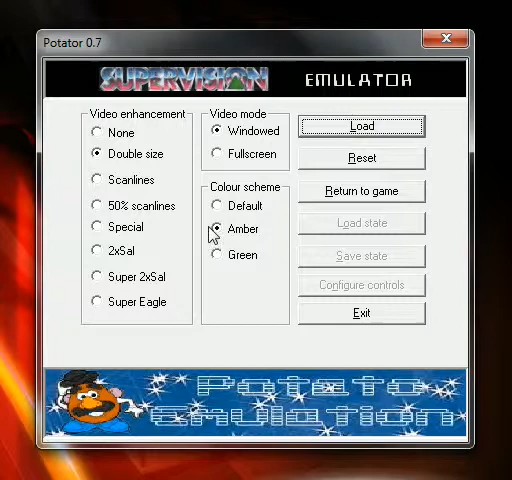 Potator 0.7
SUPERVISION EMULATOR
Video enhancement
None
Double size
Scanlines
50% scanlines
Special
2xSaI
Super 2xSaI
Super Eagle
Video mode
Windowed
Fullscreen
Colour scheme
Default
Amber
Green
Load
Reset
Return to game
Load state
Save state
Configure controls
Exit
Potato
Emulation